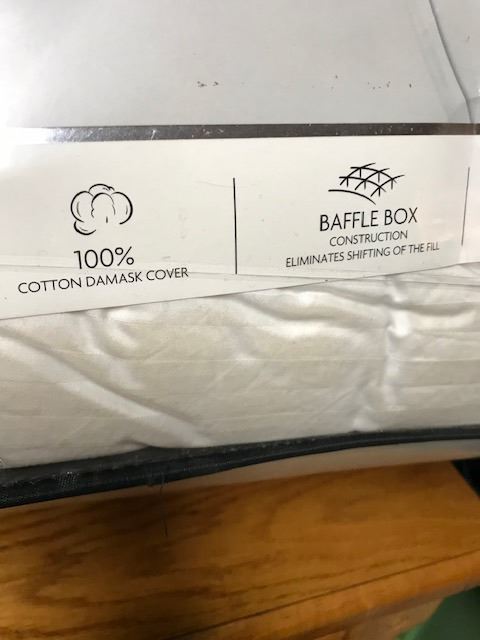 100%
COTTON DAMASK COVER
BAFFLE BOX
CONSTRUCTION
ELIMINATES SHIFTING OF THE FILL